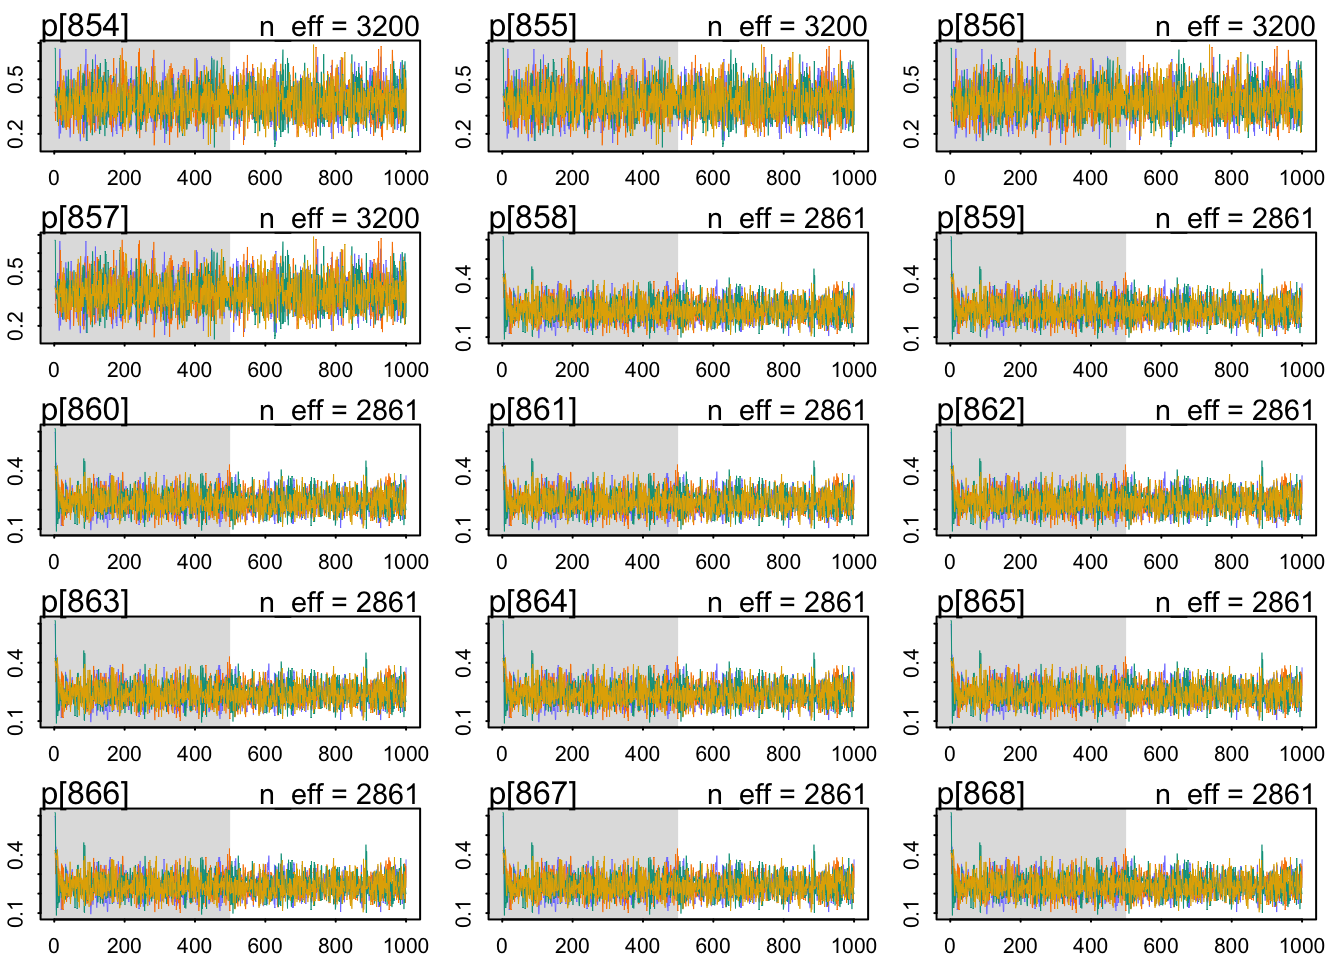 p[854] n_eff = 3200 p[855] n_eff = 3200 p[856] n_eff = 3200
0.5 0.5 0.5
0.2 0.2 0.2
0 200 400 600 800 1000 0 200 400 600 800 1000 0 200 400 600 800 1000
p[857] n_eff = 3200 p[858] n_eff = 2861 p[859] n_eff = 2861
0.5 0.4 0.4
0.2 0.1 0.1
0 200 400 600 800 1000 0 200 400 600 800 1000 0 200 400 600 800 1000
p[860] n_eff = 2861 p[861] n_eff = 2861 p[862] n_eff = 2861
0.4 0.4 0.4
0.1 0.1 0.1
0 200 400 600 800 1000 0 200 400 600 800 1000 0 200 400 600 800 1000
p[863] n_eff = 2861 p[864] n_eff = 2861 p[865] n_eff = 2861
0.4 0.4 0.4
0.1 0.1 0.1
0 200 400 600 800 1000 0 200 400 600 800 1000 0 200 400 600 800 1000
p[866] n_eff = 2861 p[867] n_eff = 2861 p[868] n_eff = 2861
0.4 0.4 0.4
0.1 0.1 0.1
0 200 400 600 800 1000 0 200 400 600 800 1000 0 200 400 600 800 1000